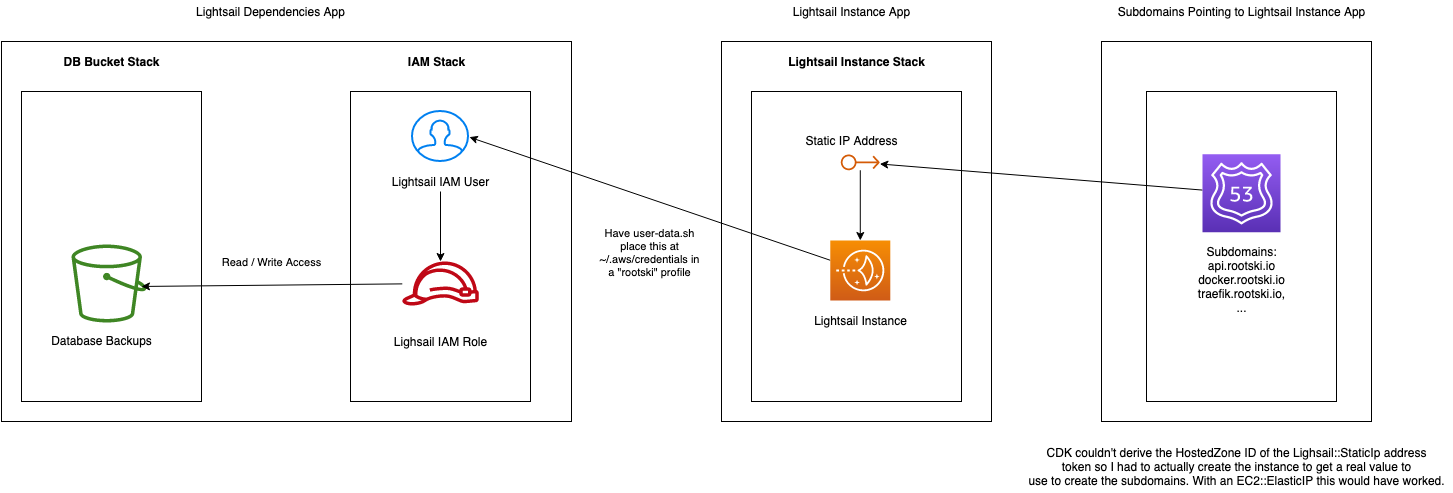 Lightsail Dependencies App
Lightsail Instance App
Subdomains Pointing to Lightsail Instance App
DB Bucket Stack
IAM Stack
Lightsail Instance Stack
Static IP Address
Lightsail IAM User
53
Have user-data.sh
place this at
~/.aws/credentials in
a "rootski" profile
Read / Write Access
Subdomains:
api.rootski.io
docker.rootski.io
traefik.rootski.io,
...
Lightsail Instance
Database Backups
Lighsail IAM Role
CDK couldn't derive the HostedZone ID of the Lighsail::StaticIp address
token so I had to actually create the instance to get a real value to
use to create the subdomains. With an EC2::ElasticIP this would have worked.